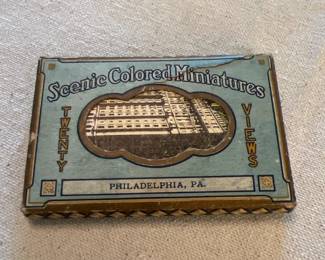 Scenic Colored Miniatures
TWENTY
VIEWS
PHILADELPHIA, PA.